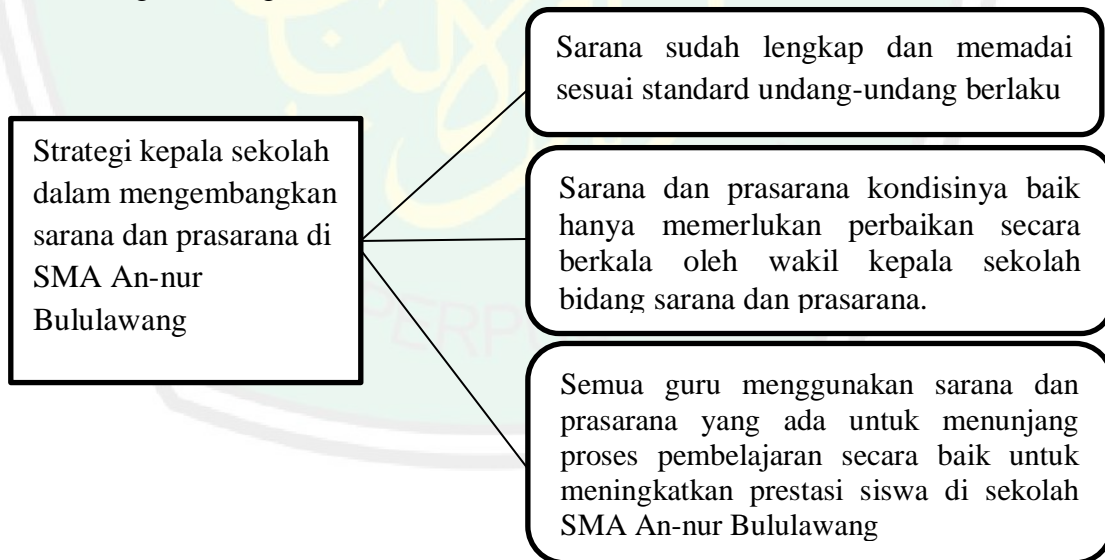 Strategi kepala sekolah
dalam mengembangkan
sarana dan prasarana di
SMA An-nur
Bululawang
Sarana sudah lengkap dan memadai
sesuai standard undang-undang berlaku
Sarana dan prasarana kondisinya baik
hanya memerlukan perbaikan secara
berkala oleh wakil kepala sekolah
bidang sarana dan prasarana.
Semua guru menggunakan sarana dan
prasarana yang ada untuk menunjang
proses pembelajaran secara baik untuk
meningkatkan prestasi siswa di sekolah
SMA An-nur Bululawang